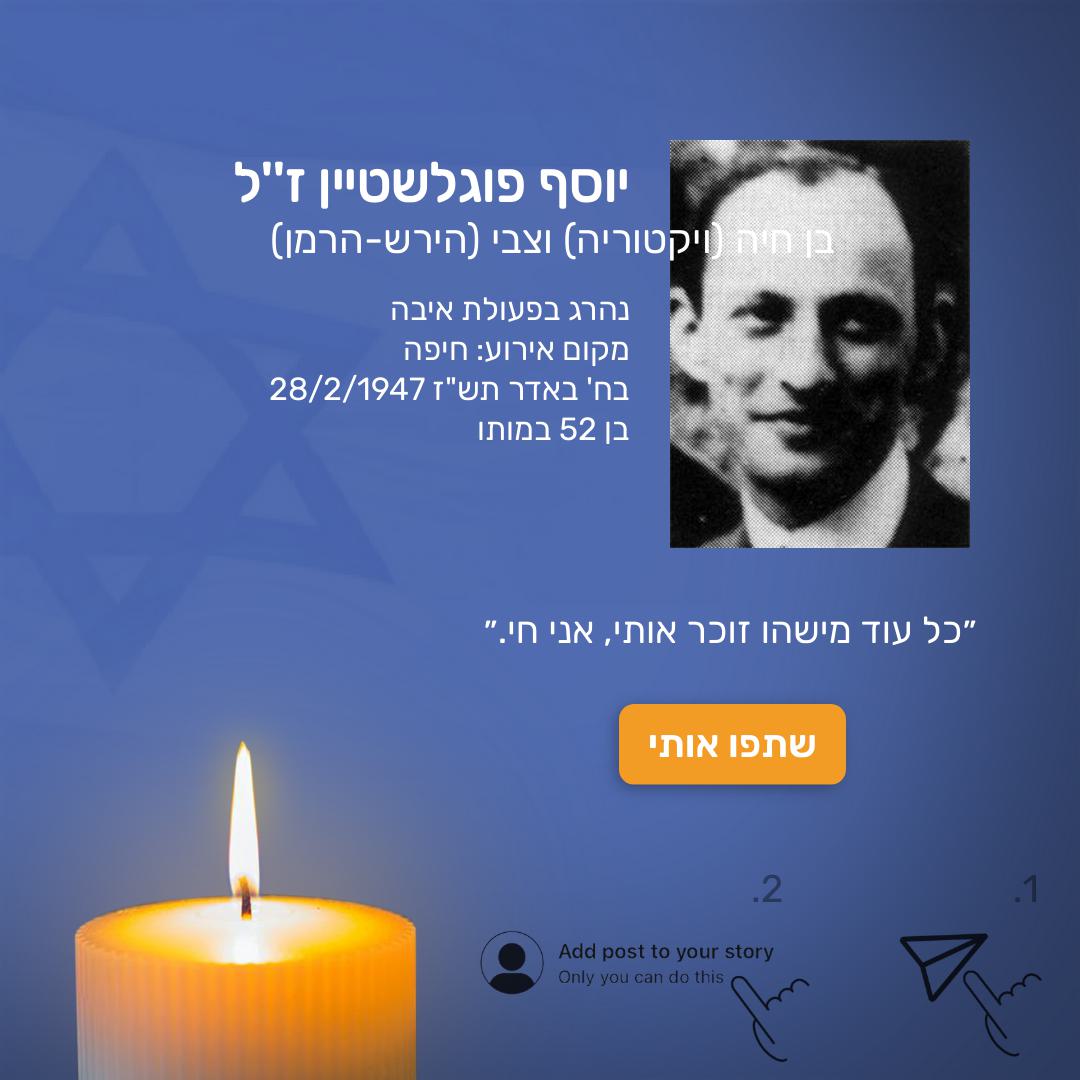 יוסף פוגלשטיין ז"ל
בן חיה (ויקטוריה) וצבי (הירש-הרמן)
נהרג בפעולת איבה
מקום אירוע: חיפה
בח' באדר תש"ז 28/2/1947
בן 52 במותו
״כל עוד מישהו זוכר אותי, אני חי.״
שתפו אותי
1.
2.
Add post to your story
Only you can do this